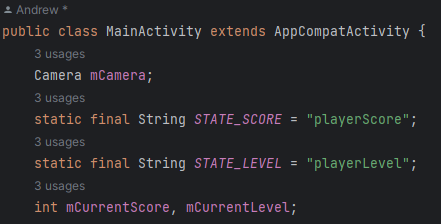 Andrew *
public class MainActivity extends AppCompatActivity {
3 usages
Camera mCamera;
3 usages
static final String STATE_SCORE = "playerScore";
3 usages
static final String STATE_LEVEL = "playerLevel";
3 usages
int mCurrentScore, mCurrentLevel;